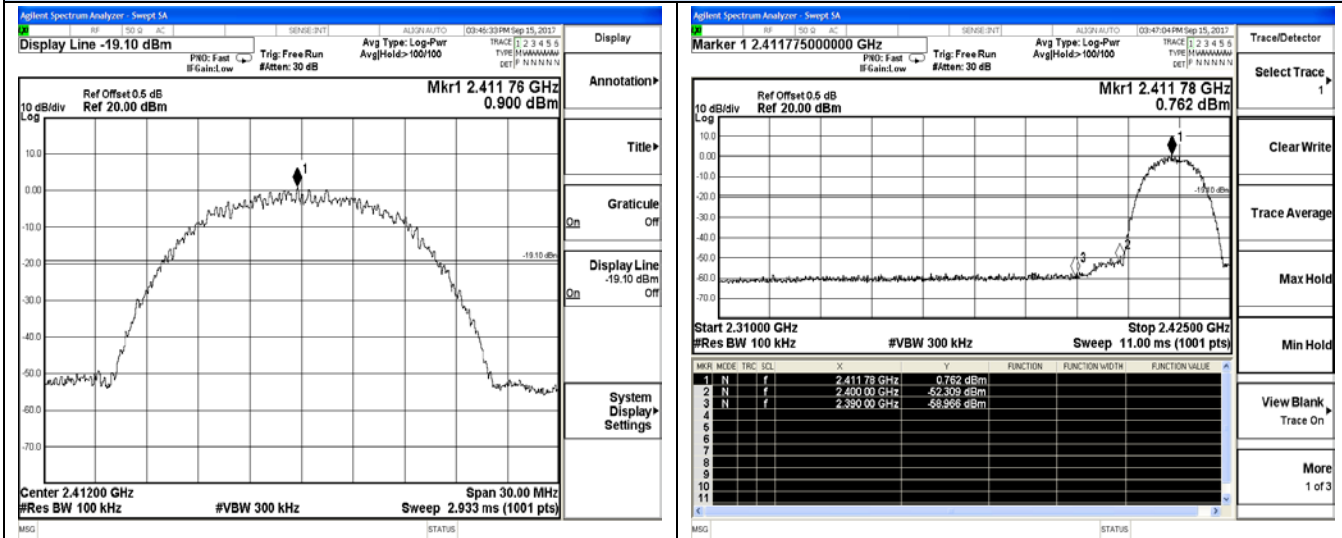 Agilent Spectrum Analyzer - Swept SA
RF 50 Ω AC SENSE:INT ALIGN AUTO 03:46:33 PM Sep 15, 2017
Display Line -19.10 dBm
PNO: Fast
IFGain:Low
Trig: Free Run
#Atten: 30 dB
Avg Type: Log-Pwr
Avg|Hold:>100/100
TRACE 1 2 3 4 5 6
TYPE MWWWWW
DET P N N N N N
Ref Offset 0.5 dB
Ref 20.00 dBm
10 dB/div
Log
Mkr1 2.411 76 GHz
0.900 dBm
1
10.0
0.00
-10.0
-19.10 dBm
-20.0
-30.0
-40.0
-50.0
-60.0
-70.0
Center 2.41200 GHz
Span 30.00 MHz
#Res BW 100 kHz
#VBW 300 kHz
Sweep 2.933 ms (1001 pts)
MSG
STATUS
Display
Annotation
Title
Graticule
On Off
Display Line
-19.10 dBm
On Off
System
Display
Settings
Agilent Spectrum Analyzer - Swept SA
RF 50 Ω AC SENSE:INT ALIGN AUTO 03:47:04 PM Sep 15, 2017
Marker 1 2.411775000000 GHz
PNO: Fast
IFGain:Low
Trig: Free Run
#Atten: 30 dB
Avg Type: Log-Pwr
Avg|Hold:>100/100
TRACE 1 2 3 4 5 6
TYPE MWWWWW
DET P N N N N N
Ref Offset 0.5 dB
Ref 20.00 dBm
10 dB/div
Log
Mkr1 2.411 78 GHz
0.762 dBm
10.0
1
0.00
-10.0
-19.10 dBm
-20.0
-30.0
-40.0
2
-50.0
3
-60.0
-70.0
Start 2.31000 GHz
Stop 2.42500 GHz
#Res BW 100 kHz
#VBW 300 kHz
Sweep 11.00 ms (1001 pts)
MKR MODE TRC SCL X Y FUNCTION FUNCTION WIDTH FUNCTION VALUE
1 N f 2.411 78 GHz 0.762 dBm
2 N f 2.400 00 GHz -52.309 dBm
3 N f 2.390 00 GHz -58.966 dBm
4
5
6
7
8
9
10
11
MSG
STATUS
Trace/Detector
Select Trace
1
Clear Write
Trace Average
Max Hold
Min Hold
View Blank
Trace On
More
1 of 3